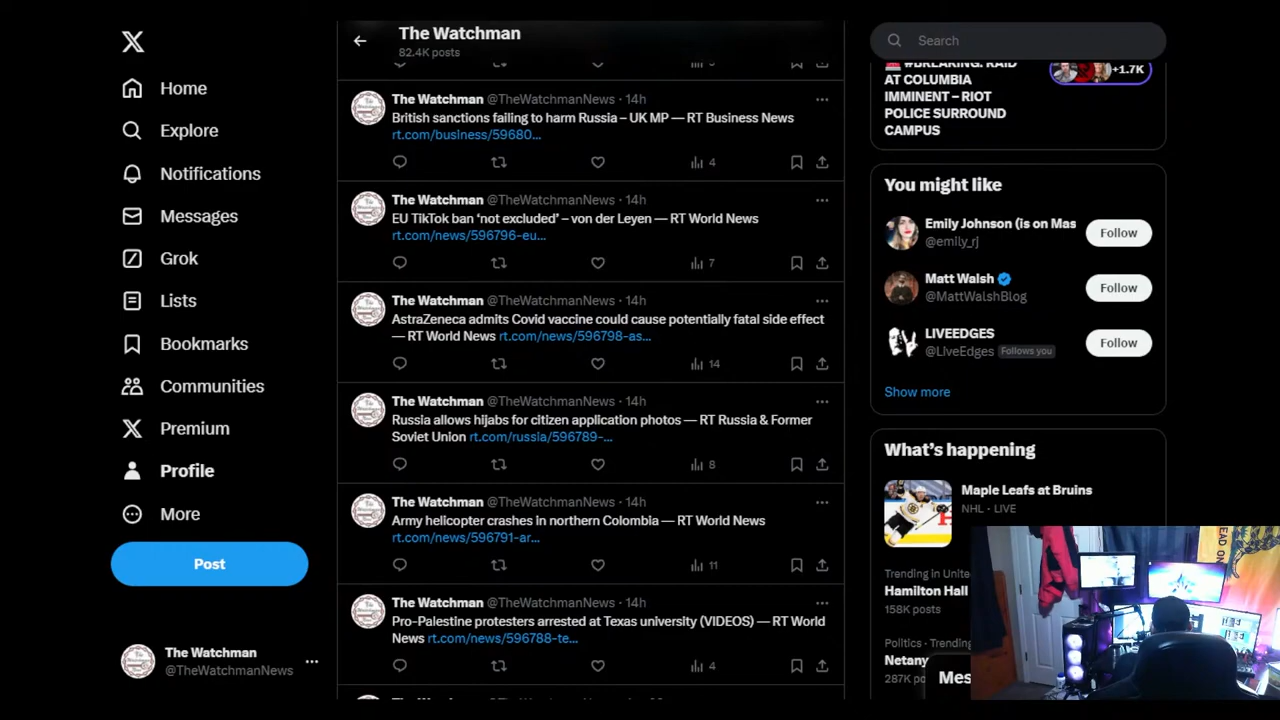 Home
Explore
Notifications
Messages
Grok
Lists
Bookmarks
Communities
Premium
Profile
More
Post
The Watchman
@TheWatchmanNews
The Watchman
82.4K posts
The Watchman @TheWatchmanNews · 14h
British sanctions failing to harm Russia – UK MP — RT Business News
rt.com/business/59680...
4
The Watchman @TheWatchmanNews · 14h
EU TikTok ban ‘not excluded’ – von der Leyen — RT World News
rt.com/news/596796-eu...
7
The Watchman @TheWatchmanNews · 14h
AstraZeneca admits Covid vaccine could cause potentially fatal side effect
— RT World News rt.com/news/596798-as...
14
The Watchman @TheWatchmanNews · 14h
Russia allows hijabs for citizen application photos — RT Russia & Former
Soviet Union rt.com/russia/596789-...
8
The Watchman @TheWatchmanNews · 14h
Army helicopter crashes in northern Colombia — RT World News
rt.com/news/596791-ar...
11
The Watchman @TheWatchmanNews · 14h
Pro-Palestine protesters arrested at Texas university (VIDEOS) — RT World
News rt.com/news/596788-te...
4
Search
#BREAKING: RAID
AT COLUMBIA
IMMINENT – RIOT
POLICE SURROUND
CAMPUS
+1.7K
You might like
Emily Johnson (is on Mas
@emily_rj
Follow
Matt Walsh
@MattWalshBlog
Follow
LIVEEDGES
@LiveEdges Follows you
Follow
Show more
What’s happening
Maple Leafs at Bruins
NHL · LIVE
Trending in Unite
Hamilton Hall
158K posts
Politics · Trending
Netany
287K po
Mes